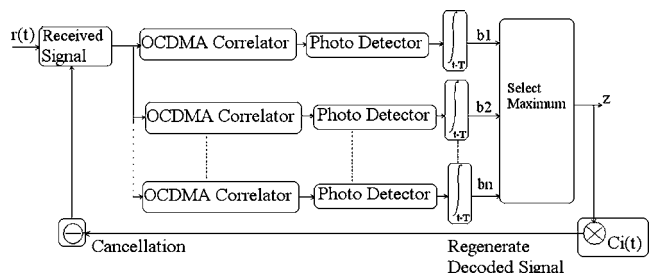 r(t)
Received
Signal
OCDMA Correlator
Photo Detector
t-T
b1
OCDMA Correlator
Photo Detector
t-T
b2
OCDMA Correlator
Photo Detector
t-T
bn
Select
Maximum
z
Ci(t)
Cancellation
Regenerate
Decoded Signal